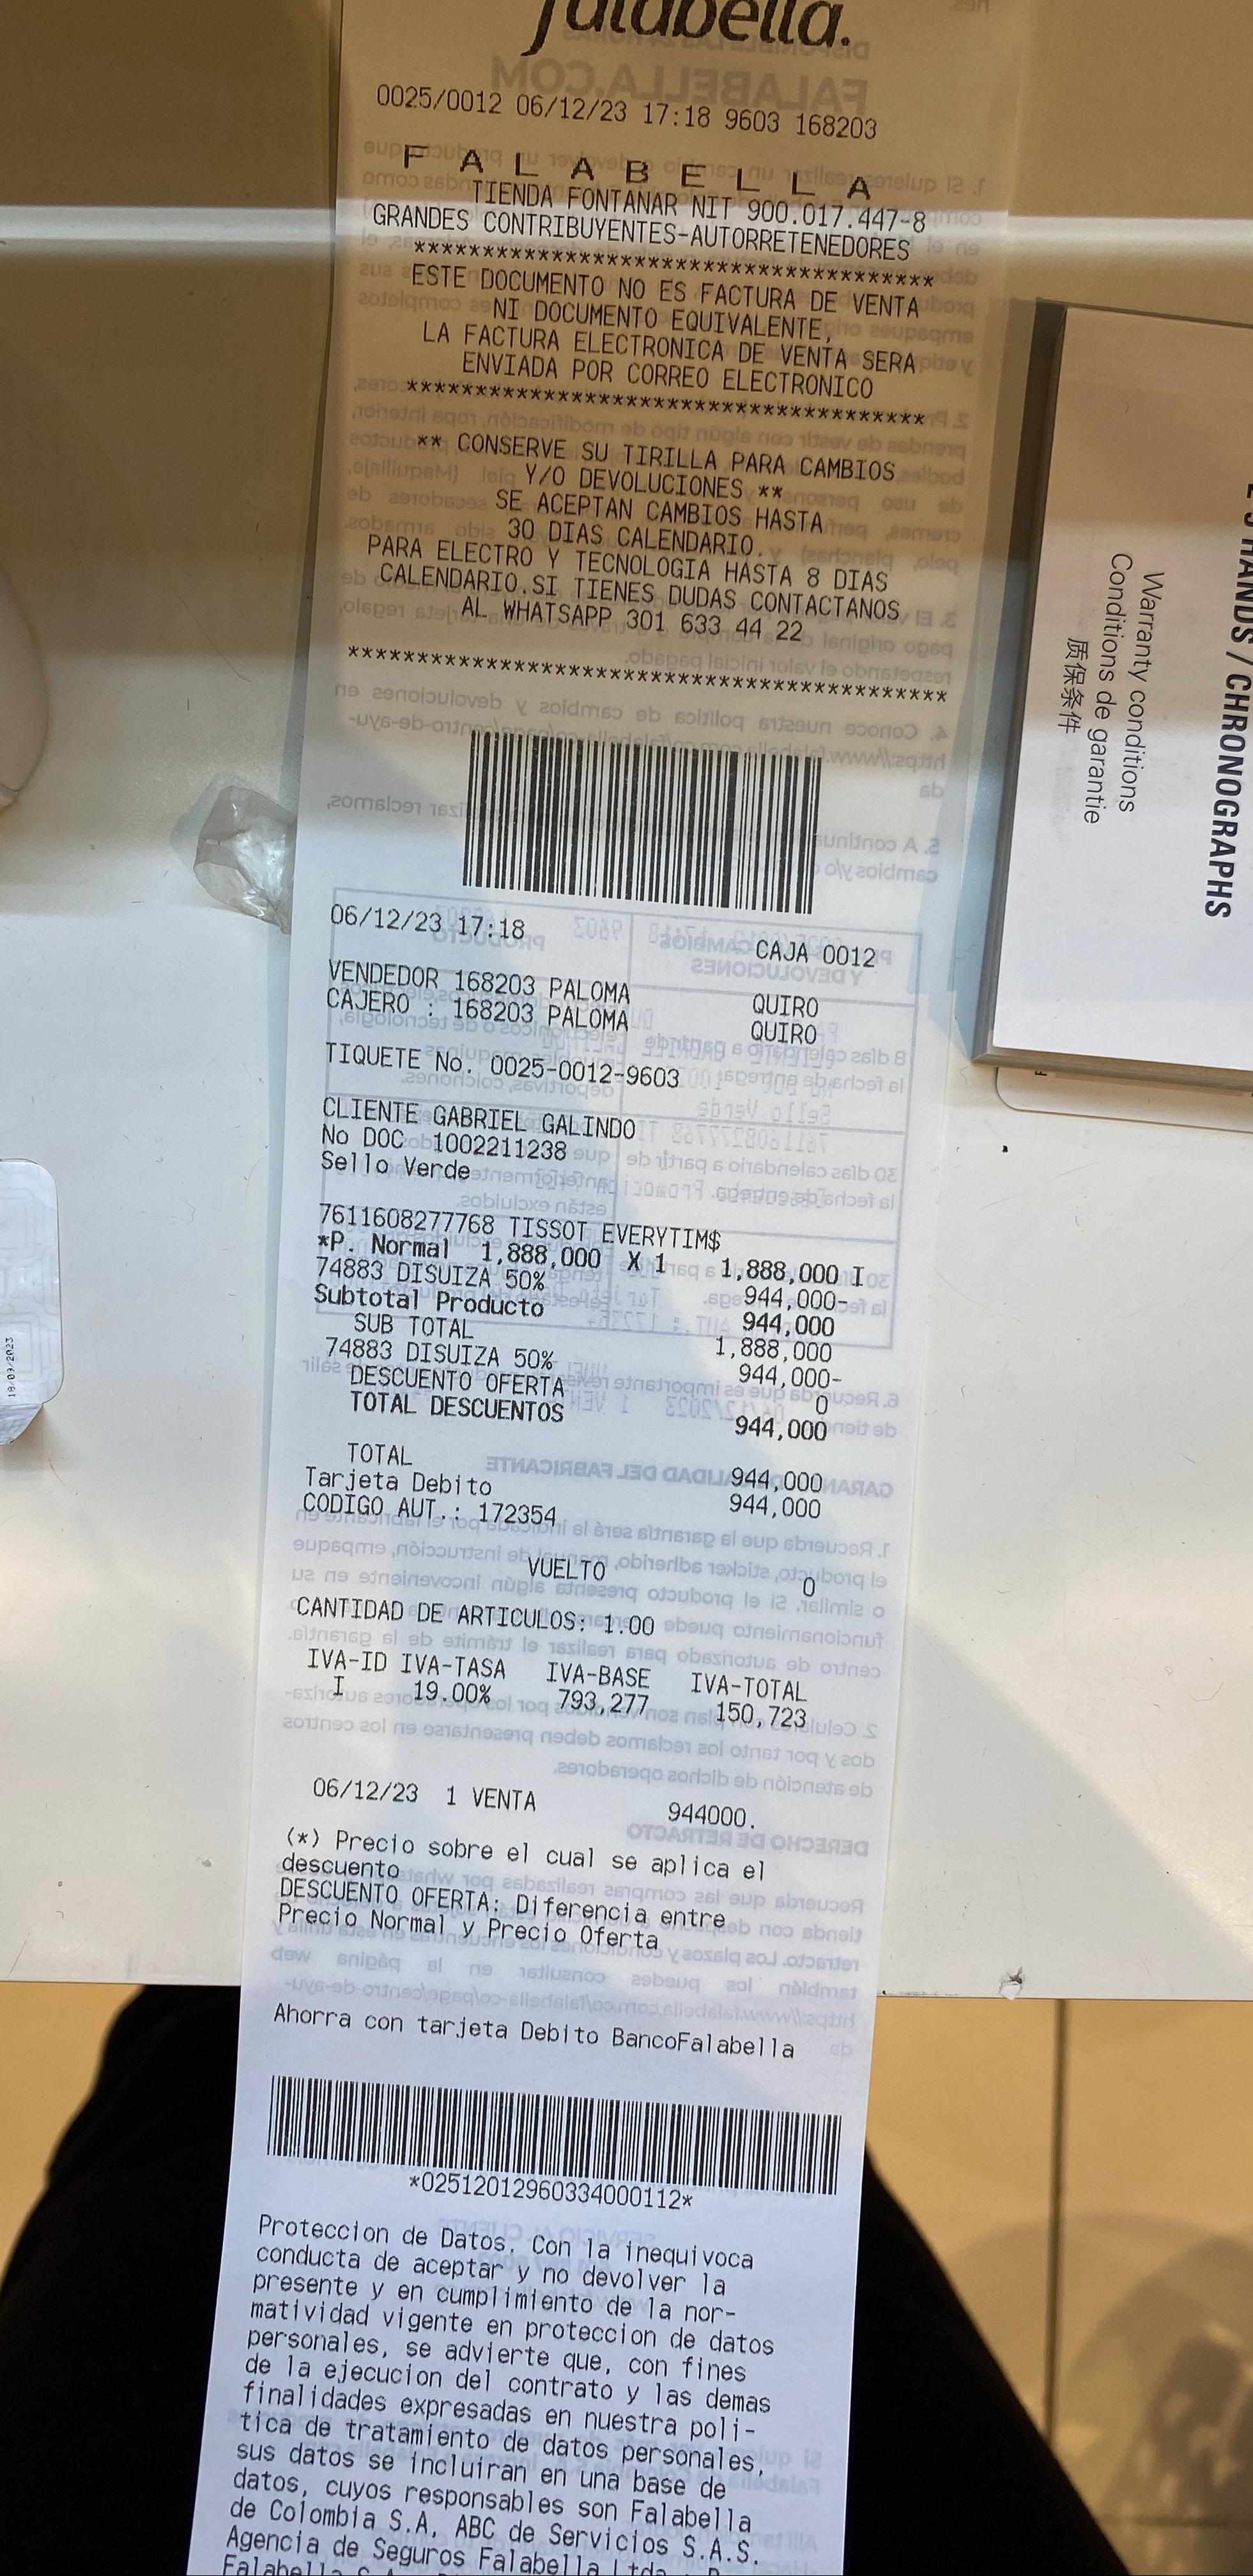 falabella.
0025/0012 06/12/23 17:18 9603 168203
F A L A B E L L A
TIENDA FONTANAR NIT 900.017.447-8
GRANDES CONTRIBUYENTES-AUTORRETENEDORES
**************************************
ESTE DOCUMENTO NO ES FACTURA DE VENTA
NI DOCUMENTO EQUIVALENTE,
LA FACTURA ELECTRONICA DE VENTA SERA
ENVIADA POR CORREO ELECTRONICO
**************************************
** CONSERVE SU TIRILLA PARA CAMBIOS
Y/O DEVOLUCIONES **
SE ACEPTAN CAMBIOS HASTA
30 DIAS CALENDARIO.
PARA ELECTRO Y TECNOLOGIA HASTA 8 DIAS
CALENDARIO.SI TIENES DUDAS CONTACTANOS
AL WHATSAPP 301 633 44 22
********************************************
06/12/23 17:18 CAJA 0012
VENDEDOR 168203 PALOMA QUIRO
CAJERO : 168203 PALOMA QUIRO
TIQUETE No. 0025-0012-9603
CLIENTE GABRIEL GALINDO
No DOC 1002211238
Sello Verde
7611608277768 TISSOT EVERYTIM$
*P. Normal 1,888,000 X 1 1,888,000 I
74883 DISUIZA 50% 944,000-
Subtotal Producto 944,000
SUB TOTAL 1,888,000
74883 DISUIZA 50% 944,000-
DESCUENTO OFERTA 0
TOTAL DESCUENTOS 944,000
TOTAL 944,000
Tarjeta Debito 944,000
CODIGO AUT.: 172354
VUELTO 0
CANTIDAD DE ARTICULOS: 1.00
IVA-ID IVA-TASA IVA-BASE IVA-TOTAL
I 19.00% 793,277 150,723
06/12/23 1 VENTA 944000.
(*) Precio sobre el cual se aplica el
descuento
DESCUENTO OFERTA: Diferencia entre
Precio Normal y Precio Oferta
Ahorra con tarjeta Debito BancoFalabella
*02512012960334000112*
Proteccion de Datos. Con la inequivoca
conducta de aceptar y no devolver la
presente y en cumplimiento de la nor-
matividad vigente en proteccion de datos
personales, se advierte que, con fines
de la ejecucion del contrato y las demas
finalidades expresadas en nuestra poli-
tica de tratamiento de datos personales,
sus datos se incluiran en una base de
datos, cuyos responsables son Falabella
de Colombia S.A, ABC de Servicios S.A.S.
Agencia de Seguros Falabella Ltda
HANDS / CHRONOGRAPHS
Warranty conditions
Conditions de garantie
质保条件
18/09/2023